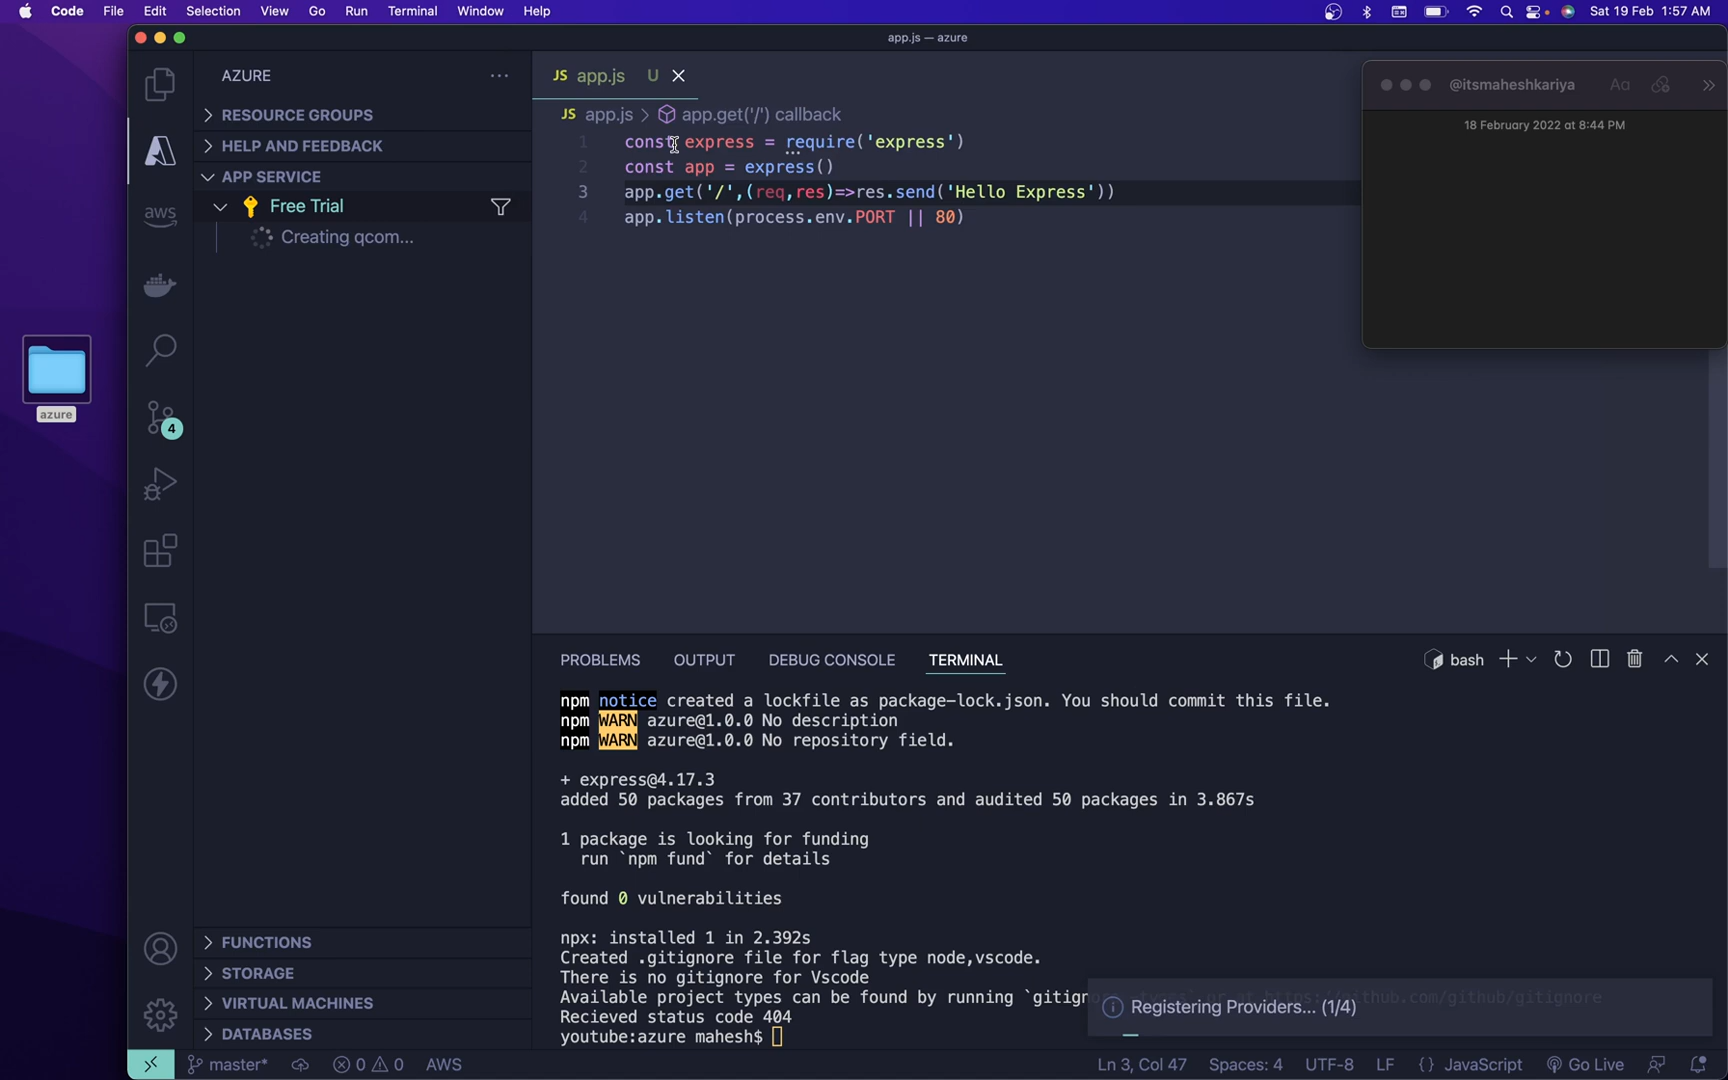 Code File Edit Selection View Go Run Terminal Window Help
Sat 19 Feb 1:57 AM
app.js — azure
AZURE
RESOURCE GROUPS
HELP AND FEEDBACK
APP SERVICE
Free Trial
Creating qcom...
4
azure
FUNCTIONS
STORAGE
VIRTUAL MACHINES
DATABASES
JS app.js U
JS app.js > app.get('/') callback
1 const express = require('express')
2 const app = express()
3 app.get('/',(req,res)=>res.send('Hello Express'))
4 app.listen(process.env.PORT || 80)
@itsmaheshkariya Aa
18 February 2022 at 8:44 PM
PROBLEMS OUTPUT DEBUG CONSOLE TERMINAL
bash
npm notice created a lockfile as package-lock.json. You should commit this file.
npm WARN azure@1.0.0 No description
npm WARN azure@1.0.0 No repository field.
+ express@4.17.3
added 50 packages from 37 contributors and audited 50 packages in 3.867s
1 package is looking for funding
run `npm fund` for details
found 0 vulnerabilities
npx: installed 1 in 2.392s
Created .gitignore file for flag type node,vscode.
There is no gitignore for Vscode
Available project types can be found by running `gitign https://github.com/github/gitignore
Recieved status code 404
youtube:azure mahesh$
Registering Providers... (1/4)
master* 0 0 AWS
Ln 3, Col 47 Spaces: 4 UTF-8 LF {} JavaScript Go Live